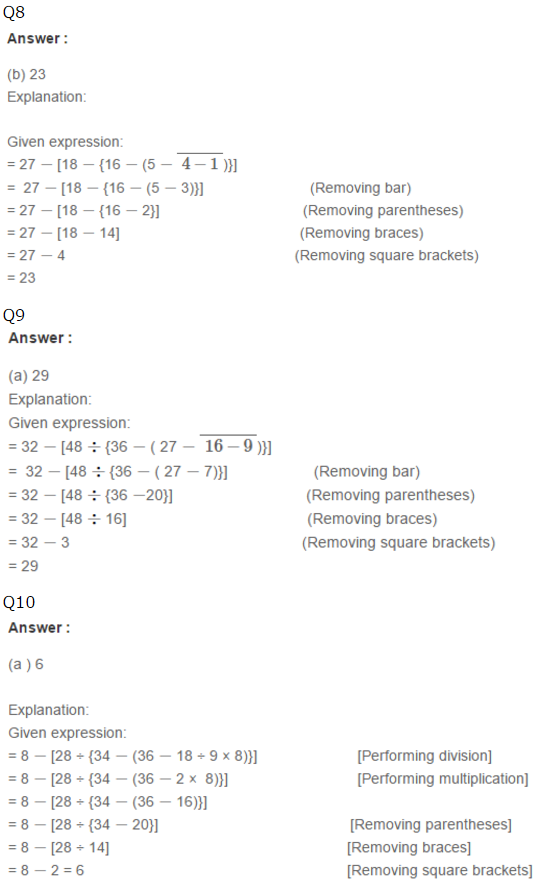 Q8
Answer :
(b) 23
Explanation:
Given expression:
= 27 − [18 − {16 − (5 − 4 − 1 )}]
= 27 − [18 − {16 − (5 − 3)}] (Removing bar)
= 27 − [18 − {16 − 2}] (Removing parentheses)
= 27 − [18 − 14] (Removing braces)
= 27 − 4 (Removing square brackets)
= 23
Q9
Answer :
(a) 29
Explanation:
Given expression:
= 32 − [48 ÷ {36 − ( 27 − 16 − 9 )}]
= 32 − [48 ÷ {36 − ( 27 − 7)}] (Removing bar)
= 32 − [48 ÷ {36 −20}] (Removing parentheses)
= 32 − [48 ÷ 16] (Removing braces)
= 32 − 3 (Removing square brackets)
= 29
Q10
Answer :
(a ) 6
Explanation:
Given expression:
= 8 − [28 ÷ {34 − (36 − 18 ÷ 9 × 8)}] [Performing division]
= 8 − [28 ÷ {34 − (36 − 2 × 8)}] [Performing multiplication]
= 8 − [28 ÷ {34 − (36 − 16)}]
= 8 − [28 ÷ {34 − 20}] [Removing parentheses]
= 8 − [28 ÷ 14] [Removing braces]
= 8 − 2 = 6 [Removing square brackets]